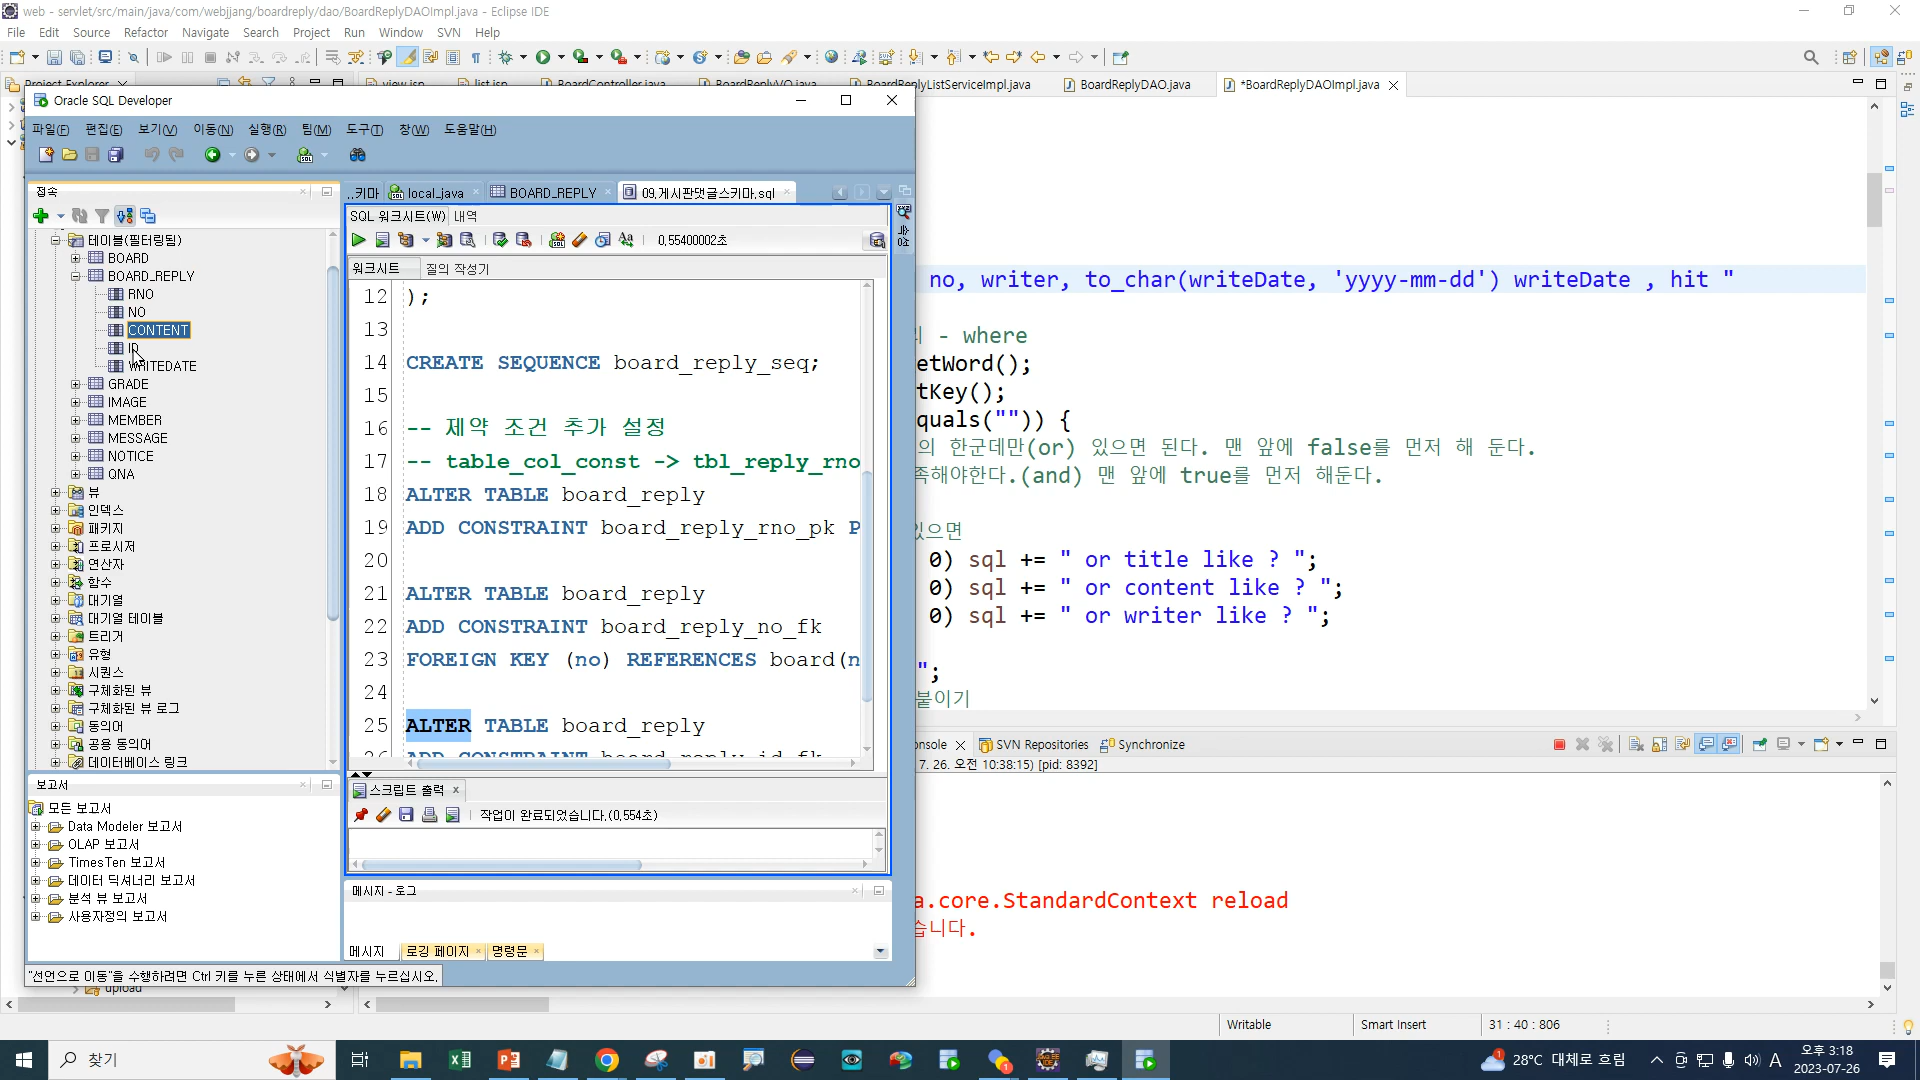 web - servlet/src/main/java/com/webjjang/boardreply/dao/BoardReplyDAOImpl.java - Eclipse IDE
File Edit Source Refactor Navigate Search Project Run Window SVN Help
Project Explorer
view.jsp
list.jsp
BoardController.java
BoardReplyVO.java
BoardReplyListServiceImpl.java
BoardReplyDAO.java
*BoardReplyDAOImpl.java
Oracle SQL Developer
파일(F) 편집(E) 보기(V) 이동(N) 실행(R) 팀(M) 도구(T) 창(W) 도움말(H)
접속
..키마
local_java
BOARD_REPLY
09.게시판댓글스키마.sql
SQL 워크시트(W) 내역
0,55400002초
워크시트 질의 작성기
테이블(필터링됨)
BOARD
BOARD_REPLY
RNO
NO
CONTENT
ID
WRITEDATE
GRADE
IMAGE
MEMBER
MESSAGE
NOTICE
QNA
뷰
인덱스
패키지
프로시저
연산자
함수
대기열
대기열 테이블
트리거
유형
시퀀스
구체화된 뷰
구체화된 뷰 로그
동의어
공용 동의어
데이터베이스 링크
12 );
13
14 CREATE SEQUENCE board_reply_seq;
15
16 -- 제약 조건 추가 설정
17 -- table_col_const -> tbl_reply_rno
18 ALTER TABLE board_reply
19 ADD CONSTRAINT board_reply_rno_pk P
20
21 ALTER TABLE board_reply
22 ADD CONSTRAINT board_reply_no_fk
23 FOREIGN KEY (no) REFERENCES board(n
24
25 ALTER TABLE board_reply
26 ADD CONSTRAINT board_reply_id_fk
no, writer, to_char(writeDate, 'yyyy-mm-dd') writeDate , hit "
- where
etWord();
tKey();
quals("")) {
의 한군데만(or) 있으면 된다. 맨 앞에 false를 먼저 해 둔다.
족해야한다.(and) 맨 앞에 true를 먼저 해둔다.
있으면
0) sql += " or title like ? ";
0) sql += " or content like ? ";
0) sql += " or writer like ? ";
";
붙이기
보고서
모든 보고서
Data Modeler 보고서
OLAP 보고서
TimesTen 보고서
데이터 딕셔너리 보고서
분석 뷰 보고서
사용자정의 보고서
스크립트 출력
작업이 완료되었습니다.(0,554초)
메시지 - 로그
메시지
로깅 페이지
명령문
"선언으로 이동"을 수행하려면 Ctrl 키를 누른 상태에서 식별자를 누르십시오.
upload
onsole
SVN Repositories
Synchronize
7. 26. 오전 10:38:15) [pid: 8392]
a.core.StandardContext reload
습니다.
Writable
Smart Insert
31 : 40 : 806
찾기
28°C 대체로 흐림
A
오후 3:18
2023-07-26